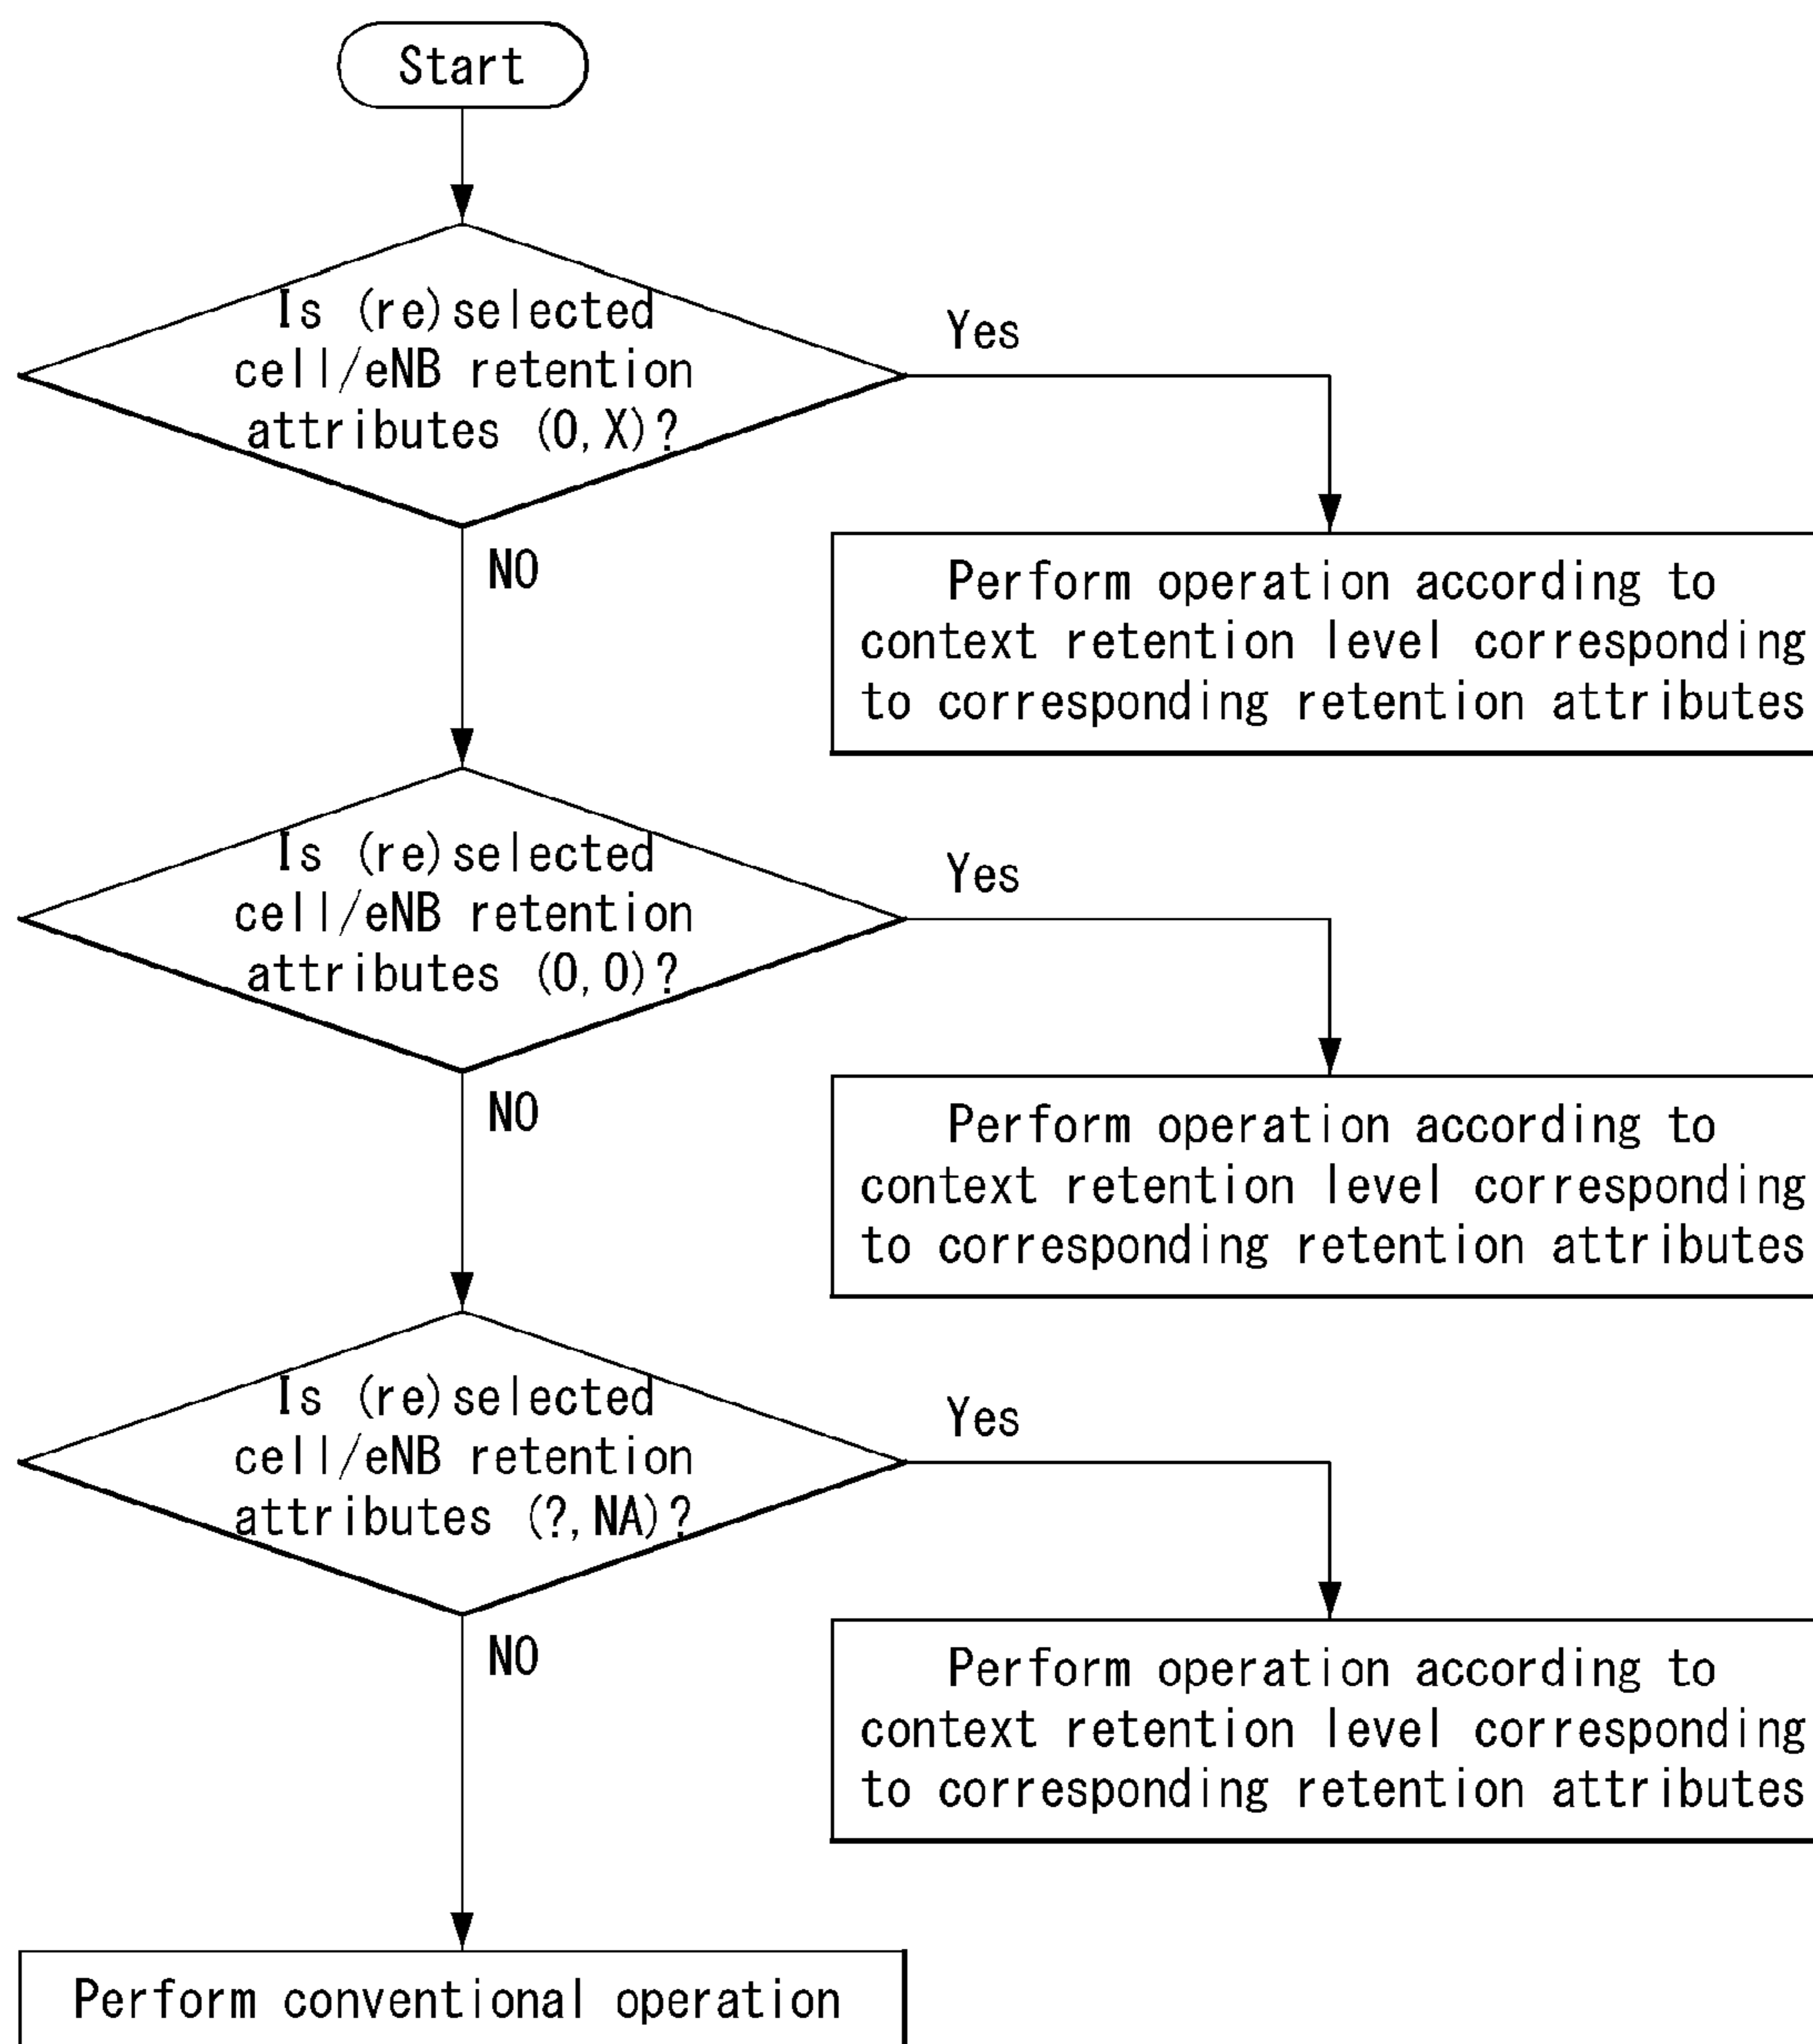 Start
Is (re)selected
cell/eNB retention
attributes (O,X)?
Yes
NO
Perform operation according to
context retention level corresponding
to corresponding retention attributes
Is (re)selected
cell/eNB retention
attributes (O,O)?
Yes
NO
Perform operation according to
context retention level corresponding
to corresponding retention attributes
Is (re)selected
cell/eNB retention
attributes (?,NA)?
Yes
NO
Perform operation according to
context retention level corresponding
to corresponding retention attributes
Perform conventional operation